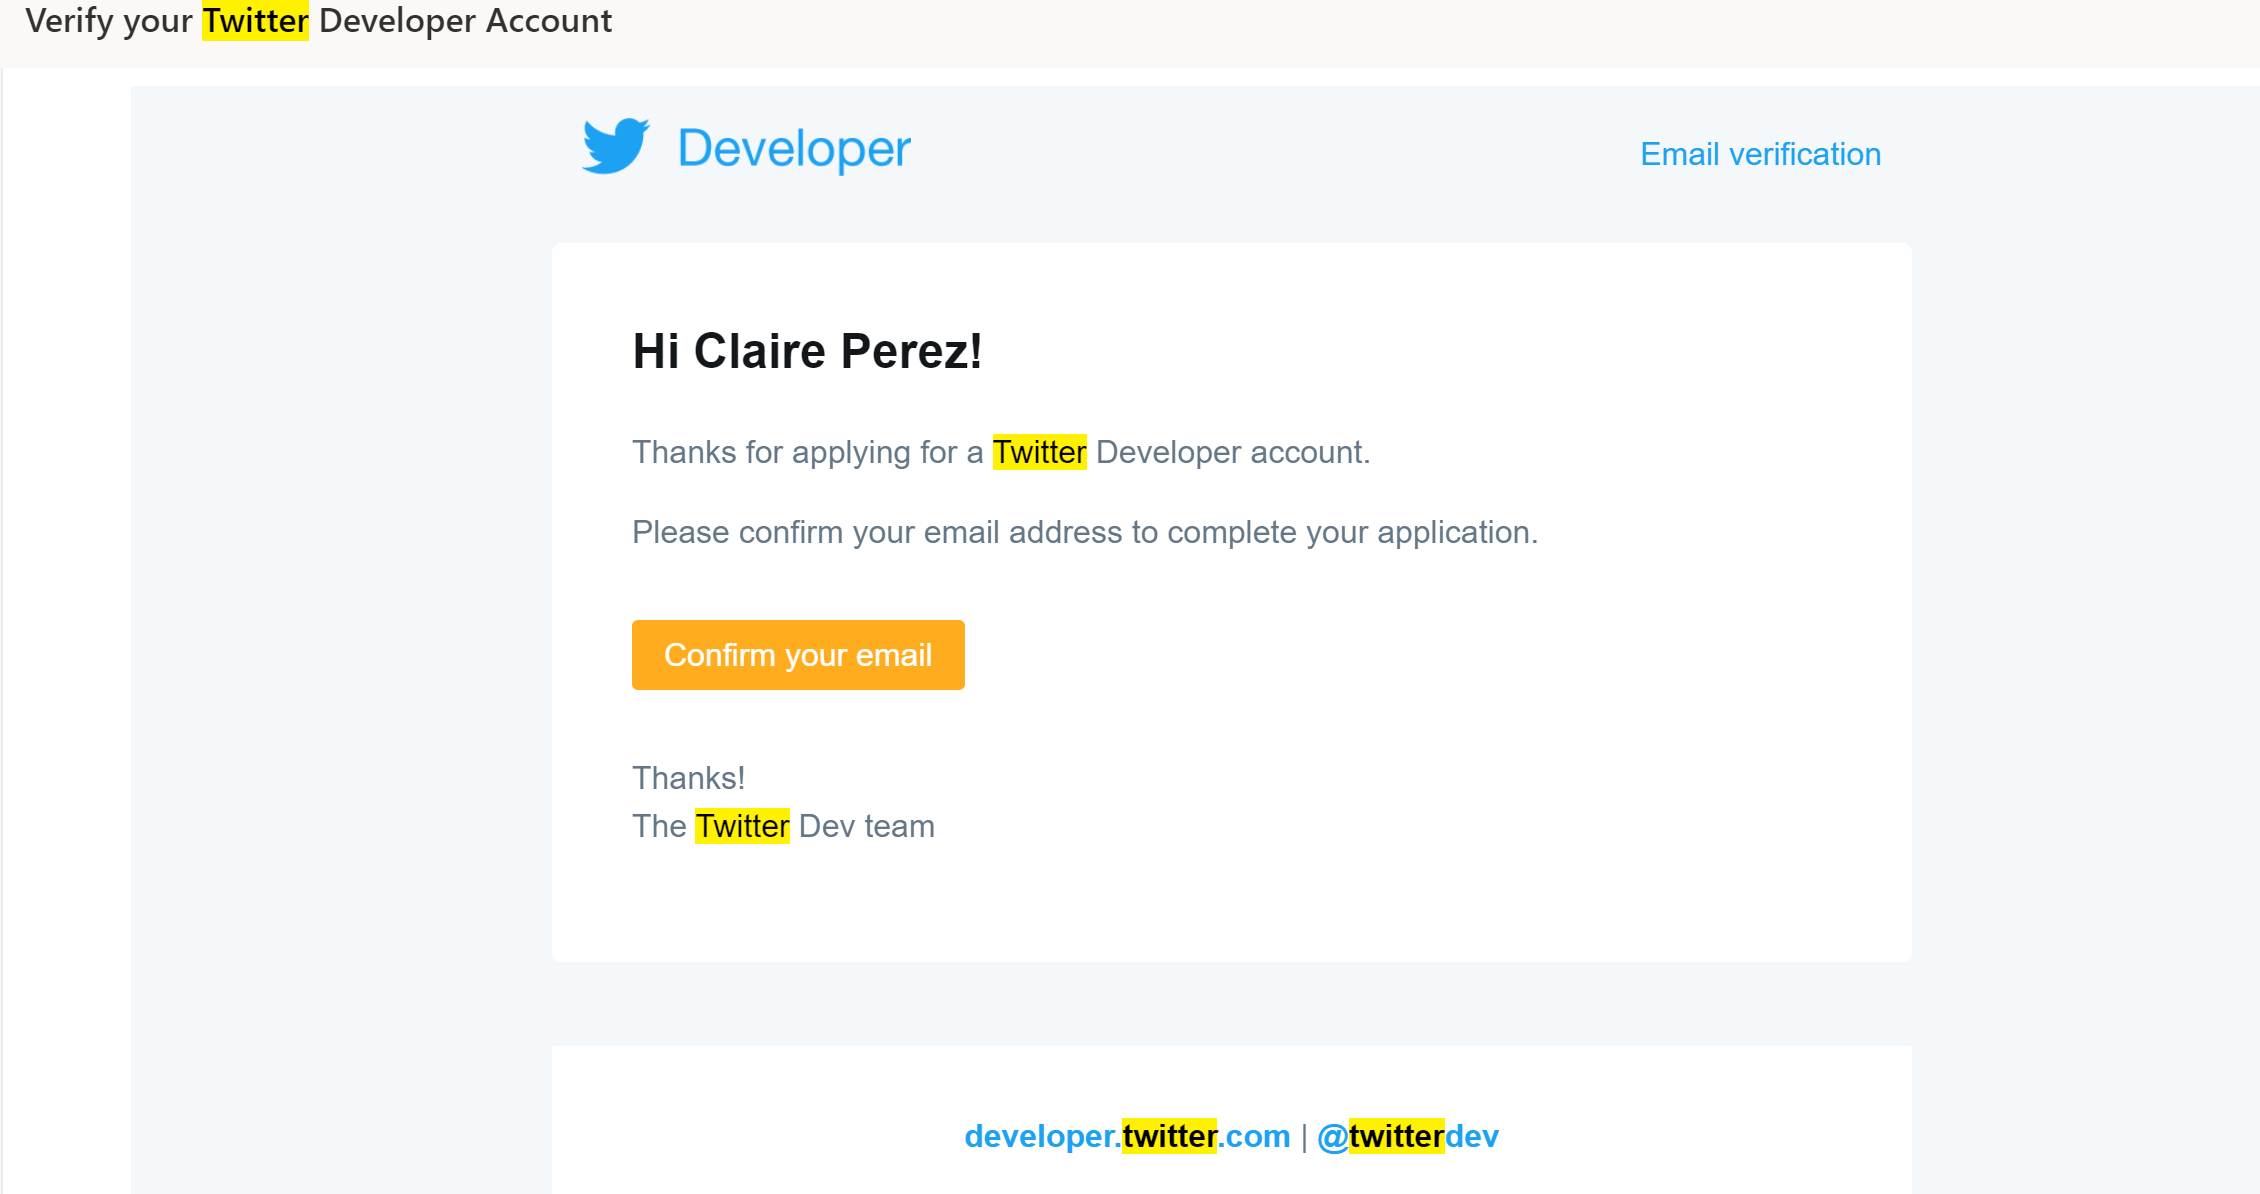 Verify your Twitter Developer Account
Developer
Email verification
Hi Claire Perez!
Thanks for applying for a Twitter Developer account.
Please confirm your email address to complete your application.
Confirm your email
Thanks!
The Twitter Dev team
developer.twitter.com | @twitterdev